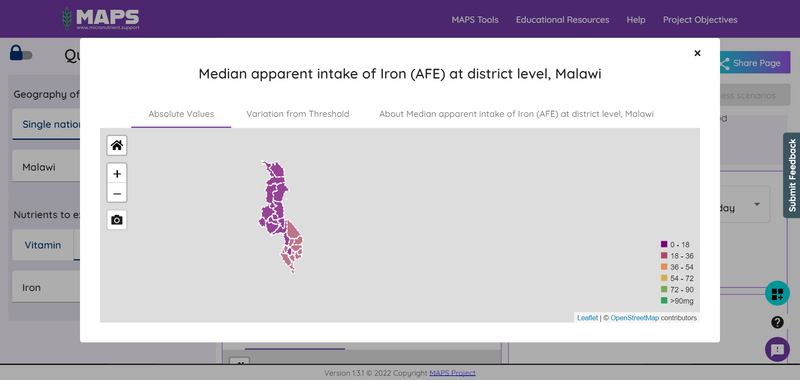 MAPS
www.micronutrient.support
MAPS Tools
Educational Resources
Help
Project Objectives
Qu
Share Page
Geography of
Single nation
Malawi
Nutrients to ex
Vitamin
Iron
×
Median apparent intake of Iron (AFE) at district level, Malawi
Absolute Values
Variation from Threshold
About Median apparent intake of Iron (AFE) at district level, Malawi
+
−
0 - 18
18 - 36
36 - 54
54 - 72
72 - 90
>90mg
Leaflet | © OpenStreetMap contributors
ess scenarios
day
Submit Feedback
?
!
Version 1.3.1 © 2022 Copyright MAPS Project